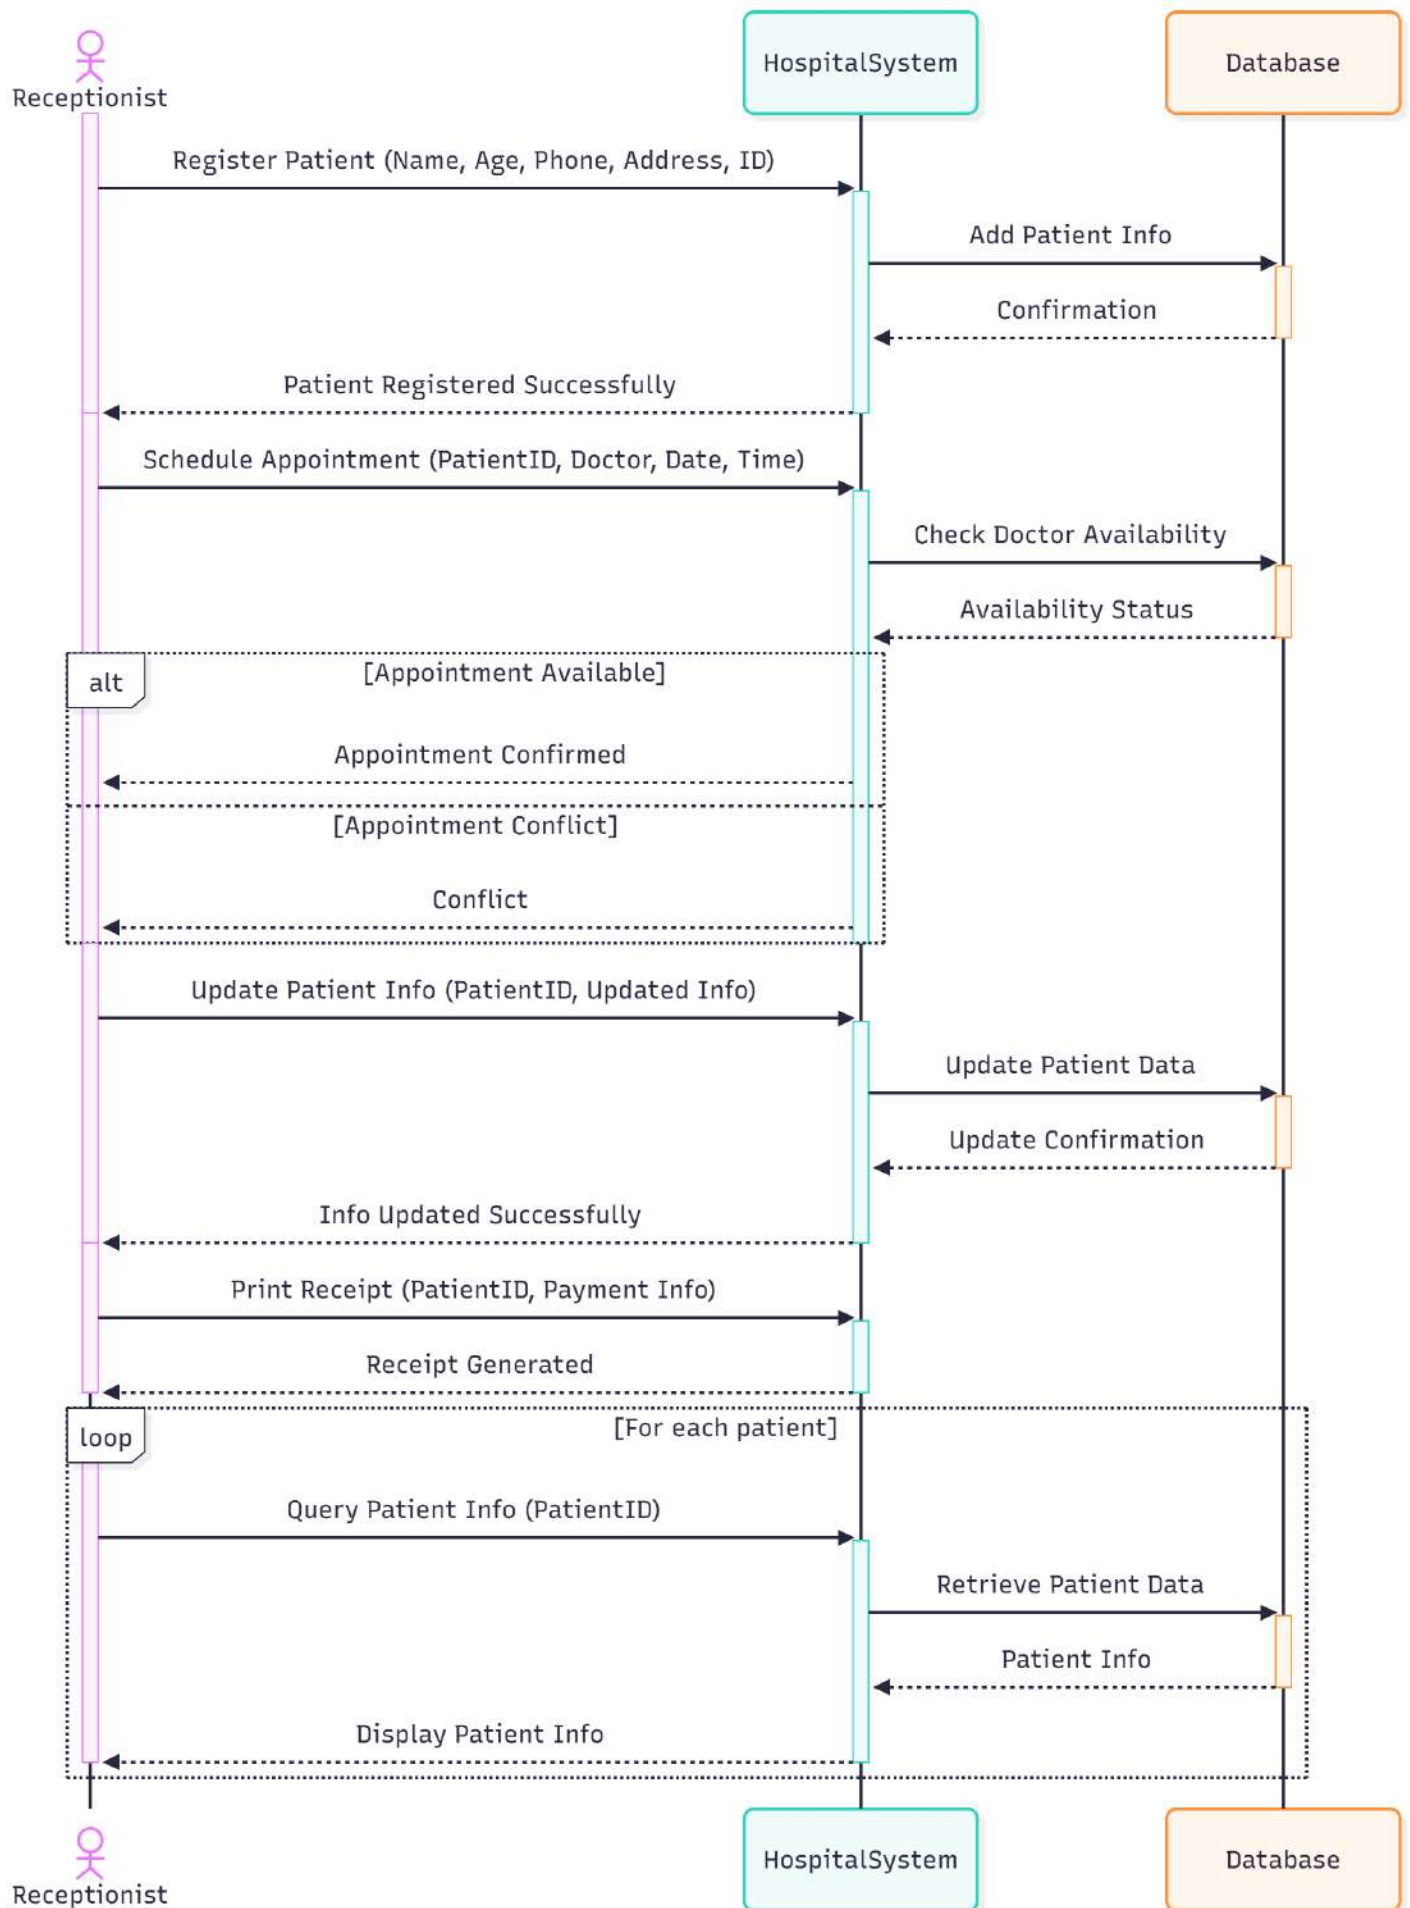 Receptionist
HospitalSystem
Database
Register Patient (Name, Age, Phone, Address, ID)
Add Patient Info
Confirmation
Patient Registered Successfully
Schedule Appointment (PatientID, Doctor, Date, Time)
Check Doctor Availability
Availability Status
alt
[Appointment Available]
Appointment Confirmed
[Appointment Conflict]
Conflict
Update Patient Info (PatientID, Updated Info)
Update Patient Data
Update Confirmation
Info Updated Successfully
Print Receipt (PatientID, Payment Info)
Receipt Generated
loop
[For each patient]
Query Patient Info (PatientID)
Retrieve Patient Data
Patient Info
Display Patient Info
Receptionist
HospitalSystem
Database